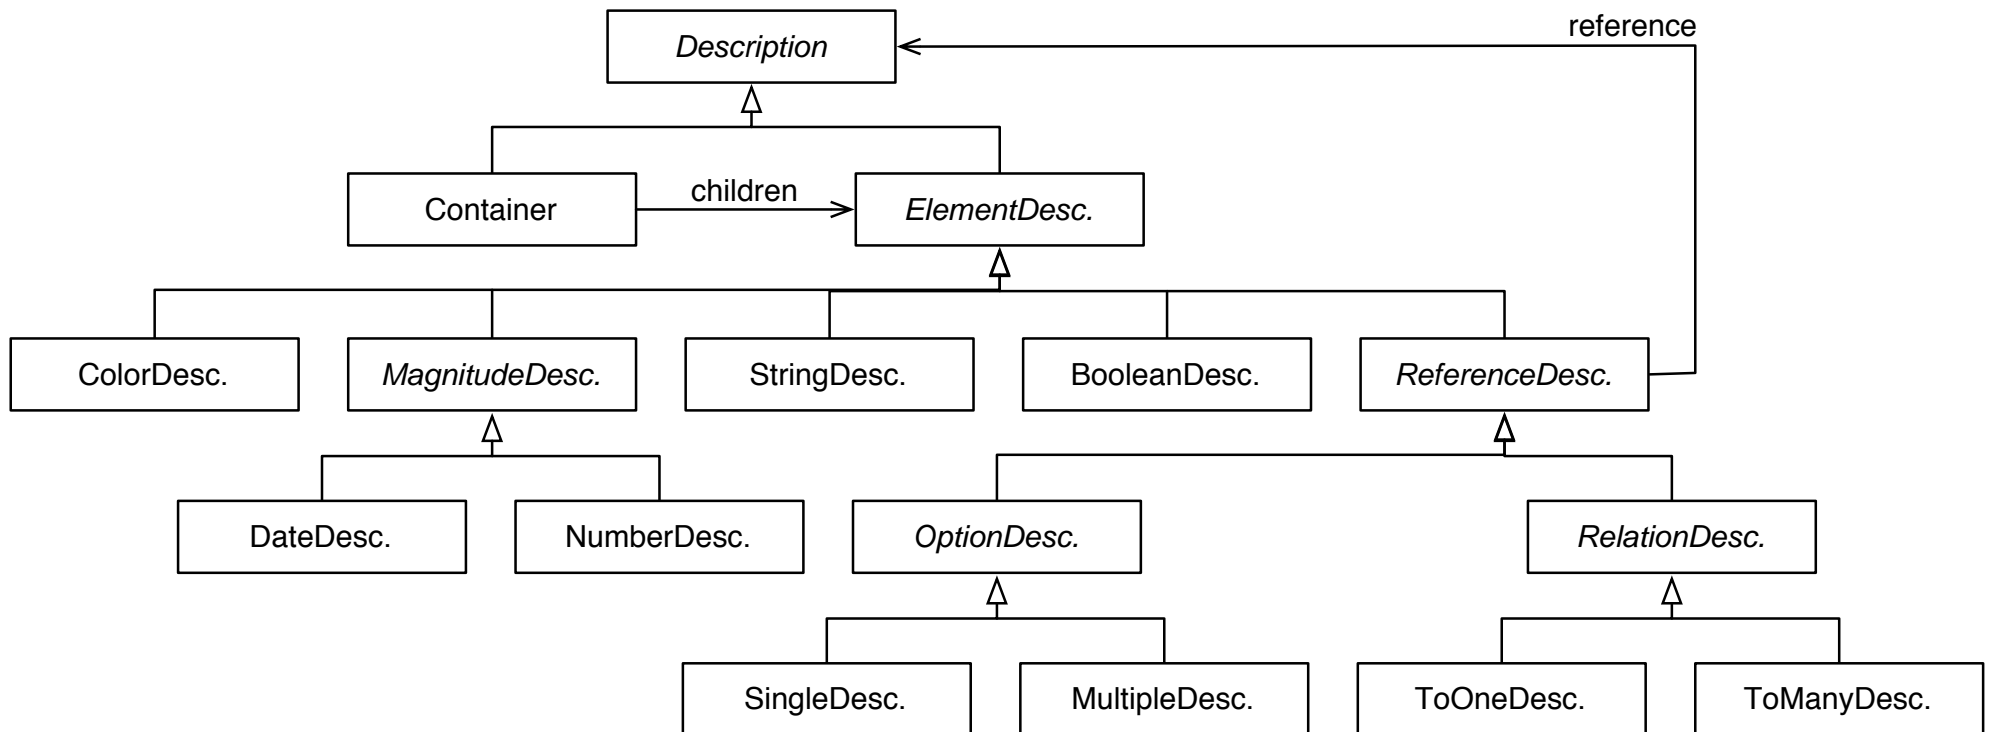 reference
Description
children
Container
ElementDesc.
ColorDesc.
MagnitudeDesc.
StringDesc.
BooleanDesc.
ReferenceDesc.
DateDesc.
NumberDesc.
OptionDesc.
RelationDesc.
SingleDesc.
MultipleDesc.
ToOneDesc.
ToManyDesc.